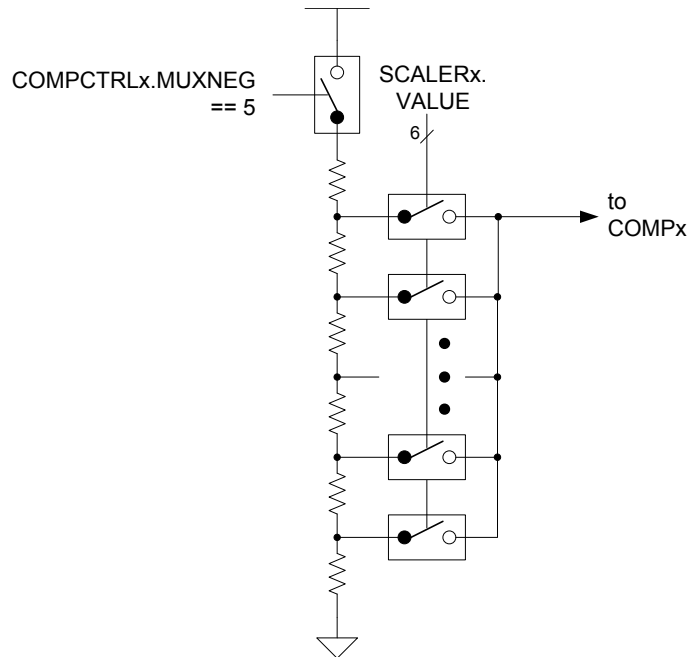 COMPCTRLx.MUXNEG
== 5
SCALERx.
VALUE
6
to
COMPx